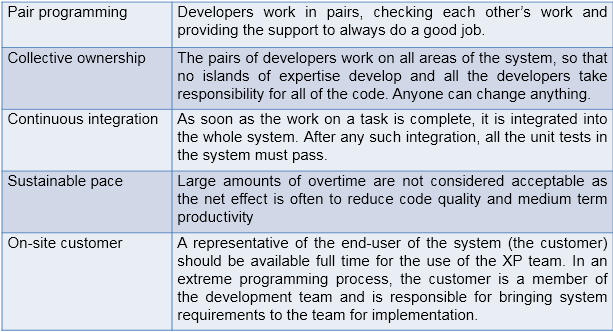 Pair programming
Developers work in pairs, checking each other's work and
providing the support to always do a good job.
Collective ownership
The pairs of developers work on all areas of the system, so that
no islands of expertise develop and all the developers take
responsibility for all of the code. Anyone can change anything.
Continuous integration
As soon as the work on a task is complete, it is integrated into
the whole system. After any such integration, all the unit tests in
the system must pass.
Sustainable pace
Large amounts of overtime are not considered acceptable as
the net effect is often to reduce code quality and medium term
productivity
On-site customer
A representative of the end-user of the system (the customer)
should be available full time for the use of the XP team. In an
extreme programming process, the customer is a member of
the development team and is responsible for bringing system
requirements to the team for implementation.